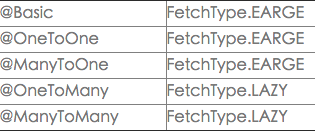 @Basic FetchType.EARGE
@OneToOne FetchType.EARGE
@ManyToOne FetchType.EARGE
@OneToMany FetchType.LAZY
@ManyToMany FetchType.LAZY